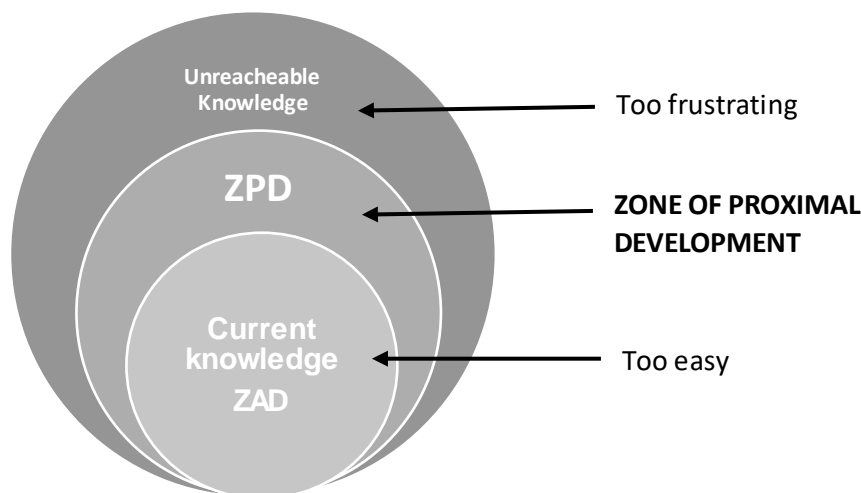 Unreacheable
Knowledge
Too frustrating
ZPD
ZONE OF PROXIMAL
DEVELOPMENT
Current
knowledge
ZAD
Too easy